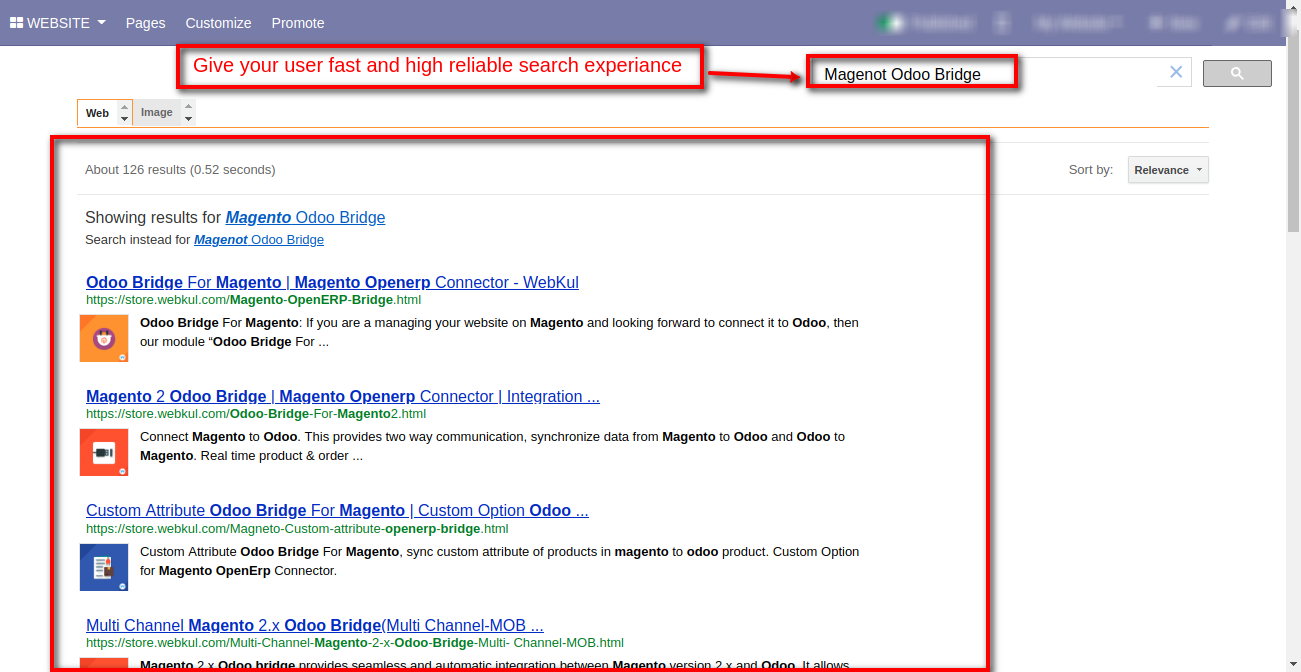 WEBSITE Pages Customize Promote
Give your user fast and high reliable search experiance
Magenot Odoo Bridge
Web Image
About 126 results (0.52 seconds)
Sort by: Relevance
Showing results for Magento Odoo Bridge
Search instead for Magenot Odoo Bridge
Odoo Bridge For Magento | Magento Openerp Connector - WebKul
https://store.webkul.com/Magento-OpenERP-Bridge.html
Odoo Bridge For Magento: If you are a managing your website on Magento and looking forward to connect it to Odoo, then
our module “Odoo Bridge For ...
Magento 2 Odoo Bridge | Magento Openerp Connector | Integration ...
https://store.webkul.com/Odoo-Bridge-For-Magento2.html
Connect Magento to Odoo. This provides two way communication, synchronize data from Magento to Odoo and Odoo to
Magento. Real time product & order ...
Custom Attribute Odoo Bridge For Magento | Custom Option Odoo ...
https://store.webkul.com/Magneto-Custom-attribute-openerp-bridge.html
Custom Attribute Odoo Bridge For Magento, sync custom attribute of products in magento to odoo product. Custom Option
for Magento OpenErp Connector.
Multi Channel Magento 2.x Odoo Bridge(Multi Channel-MOB ...
https://store.webkul.com/Multi-Channel-Magento-2-x-Odoo-Bridge-Multi- Channel-MOB.html
Magento 2.x Odoo bridge provides seamless and automatic integration between Magento version 2.x and Odoo. It allows